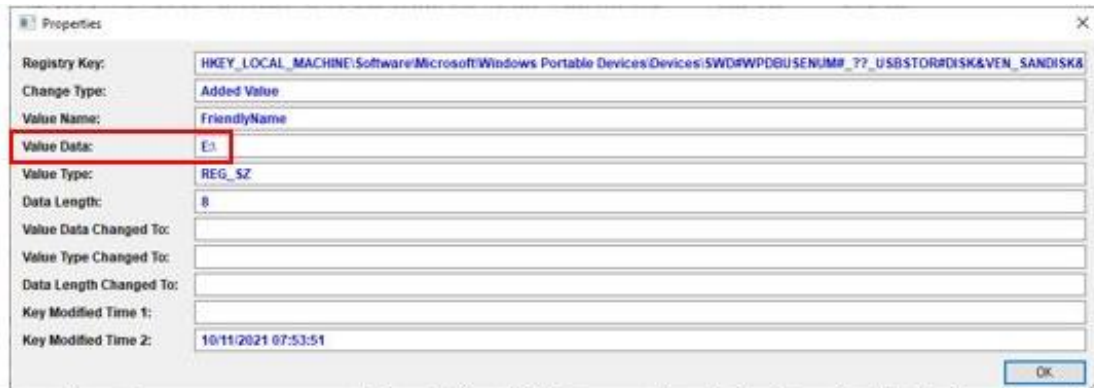 Properties
Registry Key: HKEY_LOCAL_MACHINE\Software\Microsoft\Windows Portable Devices\Devices\SWD#WPDBUSENUM#_??_USBSTOR#DISK&VEN_SANDISK&
Change Type: Added Value
Value Name: FriendlyName
Value Data: E:\
Value Type: REG_SZ
Data Length: 8
Value Data Changed To:
Value Type Changed To:
Data Length Changed To:
Key Modified Time 1:
Key Modified Time 2: 10/11/2021 07:53:51
OK